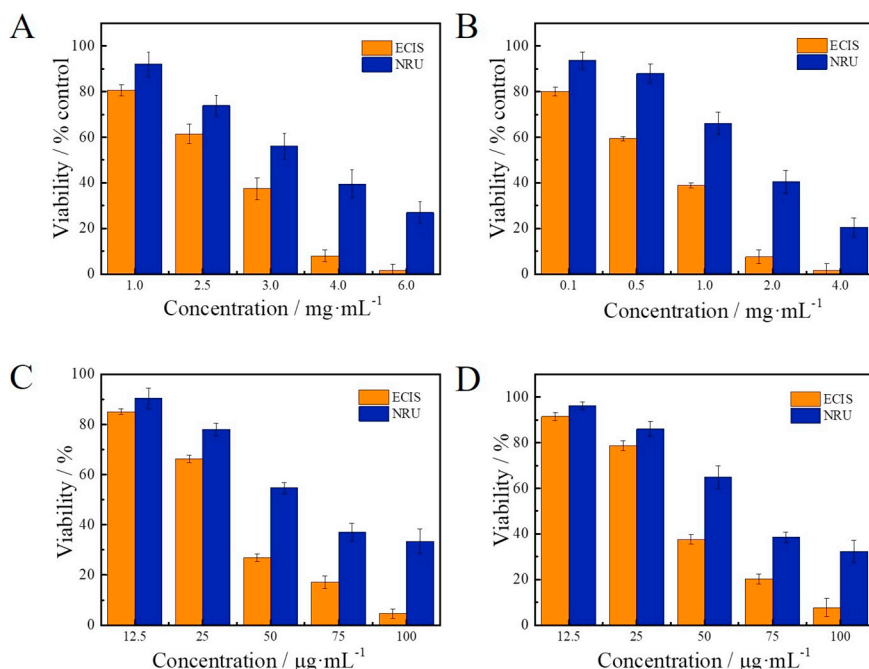 A
100
80
60
40
20
0
Viability / % control
ECIS
NRU
1.0 2.5 3.0 4.0 6.0
Concentration / mg·mL⁻¹
B
100
80
60
40
20
0
Viability / % control
ECIS
NRU
0.1 0.5 1.0 2.0 4.0
Concentration / mg·mL⁻¹
C
100
80
60
40
20
0
Viability / %
ECIS
NRU
12.5 25 50 75 100
Concentration / μg·mL⁻¹
D
100
80
60
40
20
0
Viability / %
ECIS
NRU
12.5 25 50 75 100
Concentration / μg·mL⁻¹